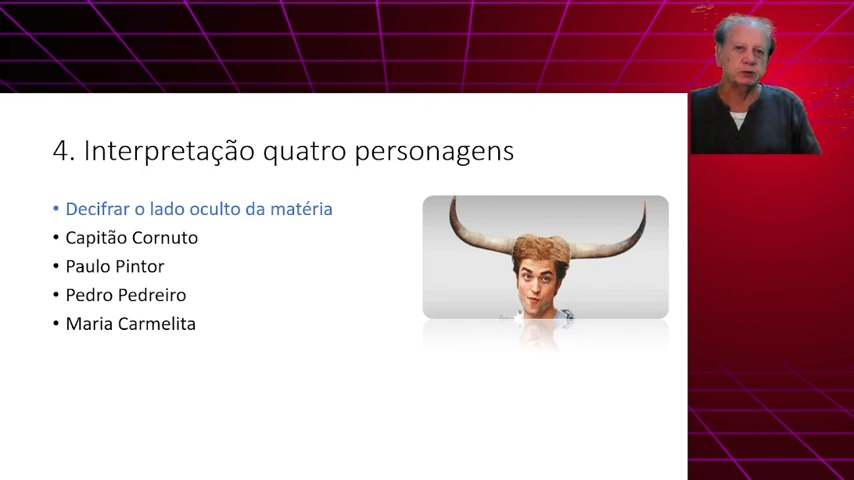 4. Interpretação quatro personagens
• Decifrar o lado oculto da matéria
• Capitão Cornuto
• Paulo Pintor
• Pedro Pedreiro
• Maria Carmelita